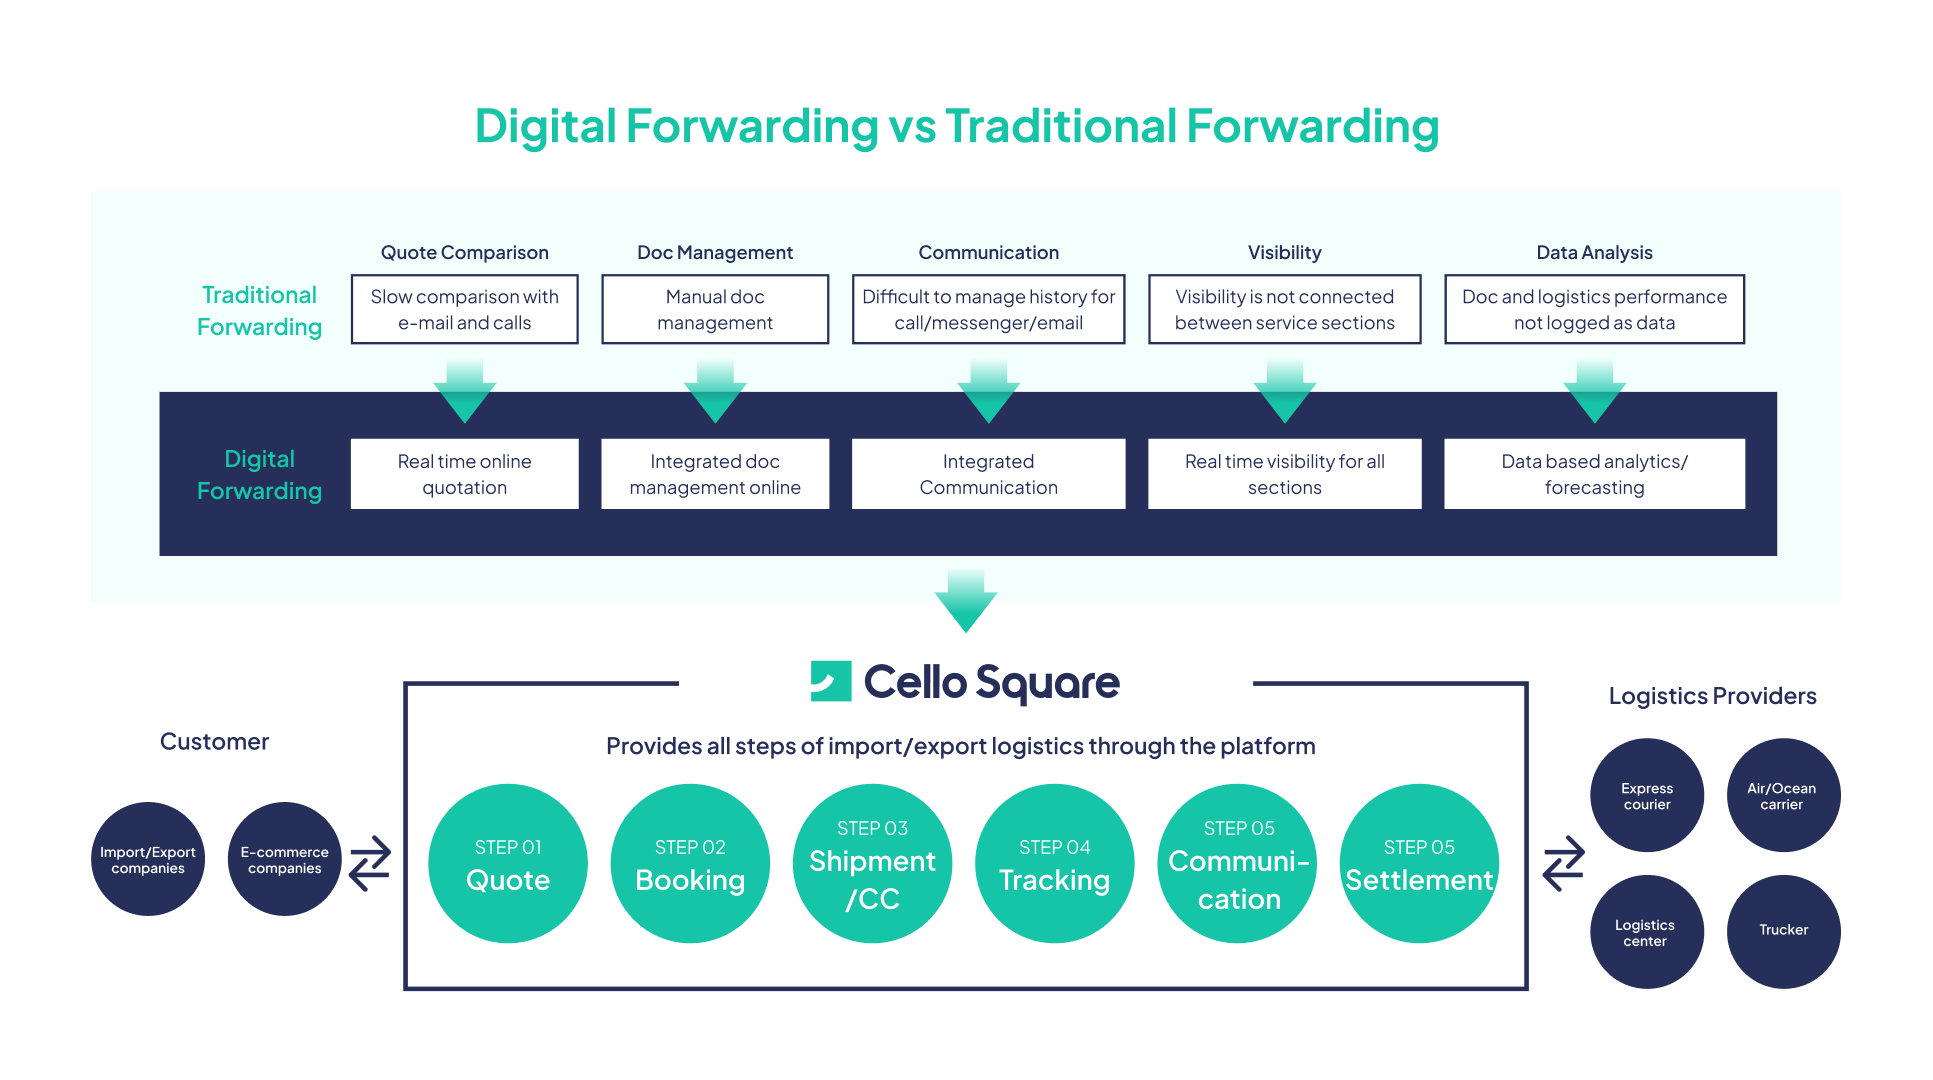 Digital Forwarding vs Traditional Forwarding
Quote Comparison
Doc Management
Communication
Visibility
Data Analysis
Traditional
Forwarding
Slow comparison with
e-mail and calls
Manual doc
management
Difficult to manage history for
call/messenger/email
Visibility is not connected
between service sections
Doc and logistics performance
not logged as data
Digital
Forwarding
Real time online
quotation
Integrated doc
management online
Integrated
Communication
Real time visibility for all
sections
Data based analytics/
forecasting
Cello Square
Provides all steps of import/export logistics through the platform
Customer
Import/Export
companies
E-commerce
companies
STEP 01
Quote
STEP 02
Booking
STEP 03
Shipment
/CC
STEP 04
Tracking
STEP 05
Communi-
cation
STEP 05
Settlement
Logistics Providers
Express
courier
Air/Ocean
carrier
Logistics
center
Trucker